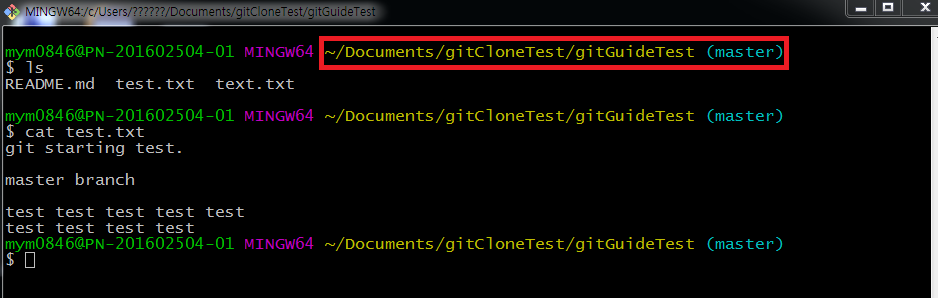 MINGW64:/c/Users/??????/Documents/gitCloneTest/gitGuideTest
mym0846@PN-201602504-01 MINGW64 ~/Documents/gitCloneTest/gitGuideTest (master)
$ ls
README.md  test.txt  text.txt
mym0846@PN-201602504-01 MINGW64 ~/Documents/gitCloneTest/gitGuideTest (master)
$ cat test.txt
git starting test.
master branch
test test test test test
test test test test
mym0846@PN-201602504-01 MINGW64 ~/Documents/gitCloneTest/gitGuideTest (master)
$